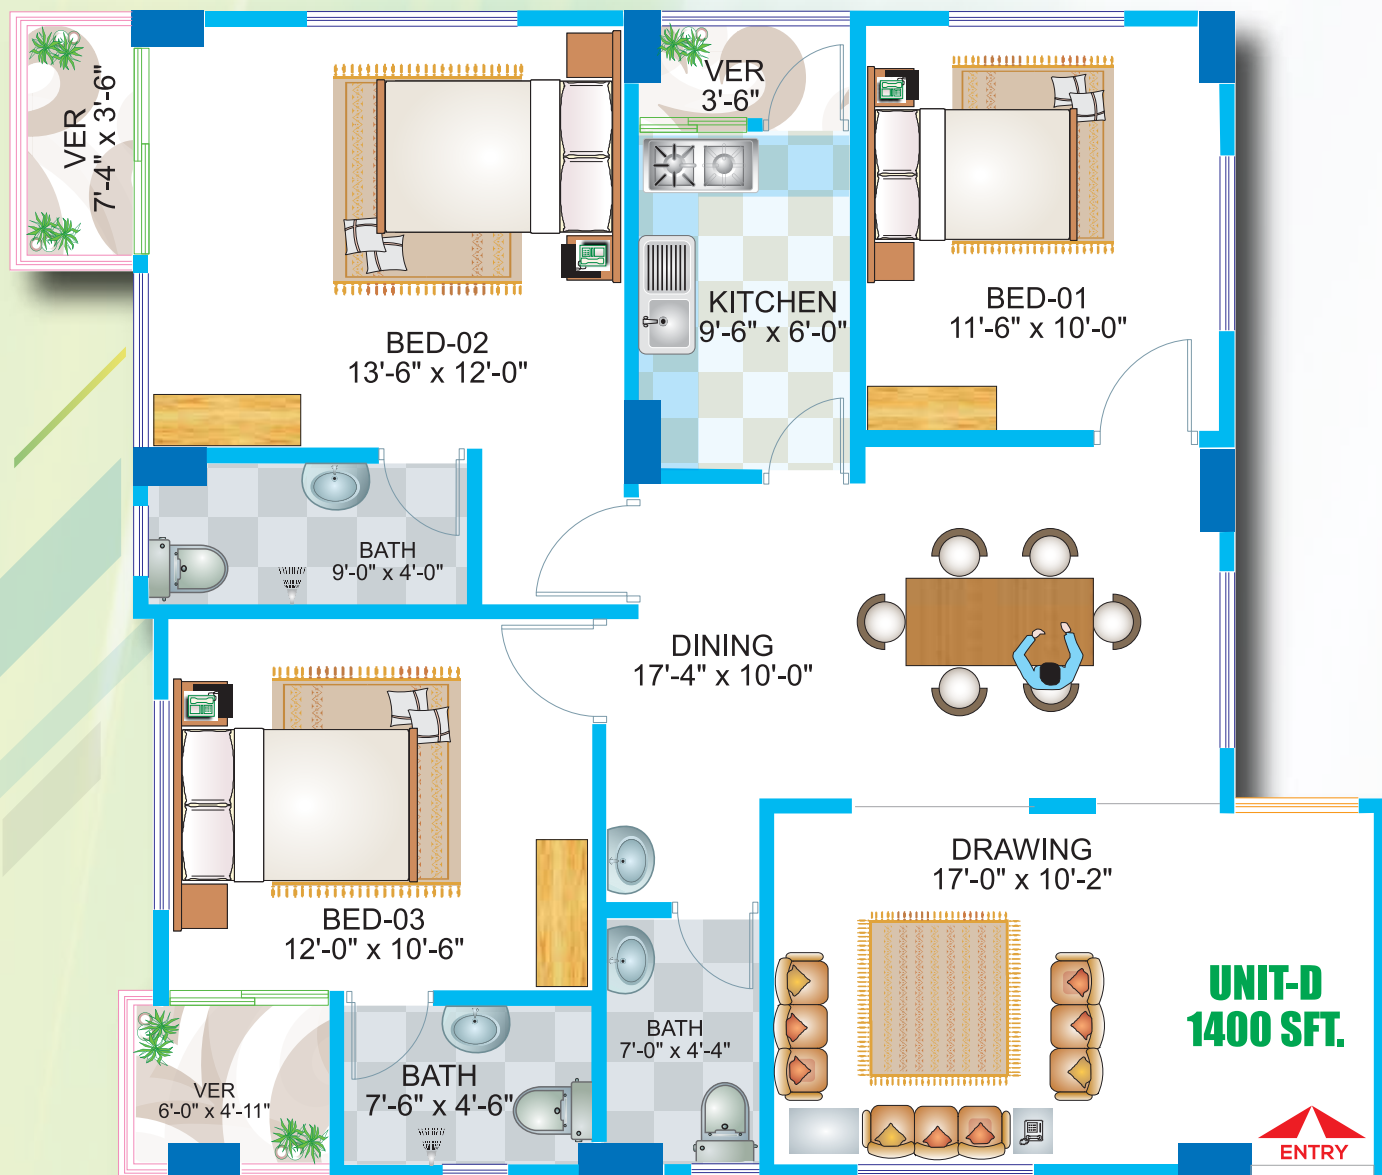 VER
7'-4" x 3'-6"
VER
3'-6"
BED-01
11'-6" x 10'-0"
KITCHEN
9'-6" x 6'-0"
BED-02
13'-6" x 12'-0"
BATH
9'-0" x 4'-0"
DINING
17'-4" x 10'-0"
DRAWING
17'-0" x 10'-2"
BED-03
12'-0" x 10'-6"
UNIT-D
1400 SFT.
BATH
7'-0" x 4'-4"
BATH
7'-6" x 4'-6"
VER
6'-0" x 4'-11"
ENTRY